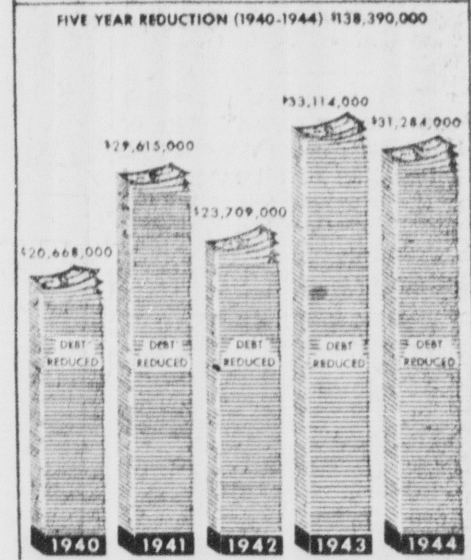 FIVE YEAR REDUCTION (1940-1944) $138,390,000
$33,114,000
$31,284,000
$29,615,000
$23,709,000
$20,668,000
DEBT REDUCED
DEBT REDUCED
DEBT REDUCED
DEBT REDUCED
DEBT REDUCED
1940 1941 1942 1943 1944